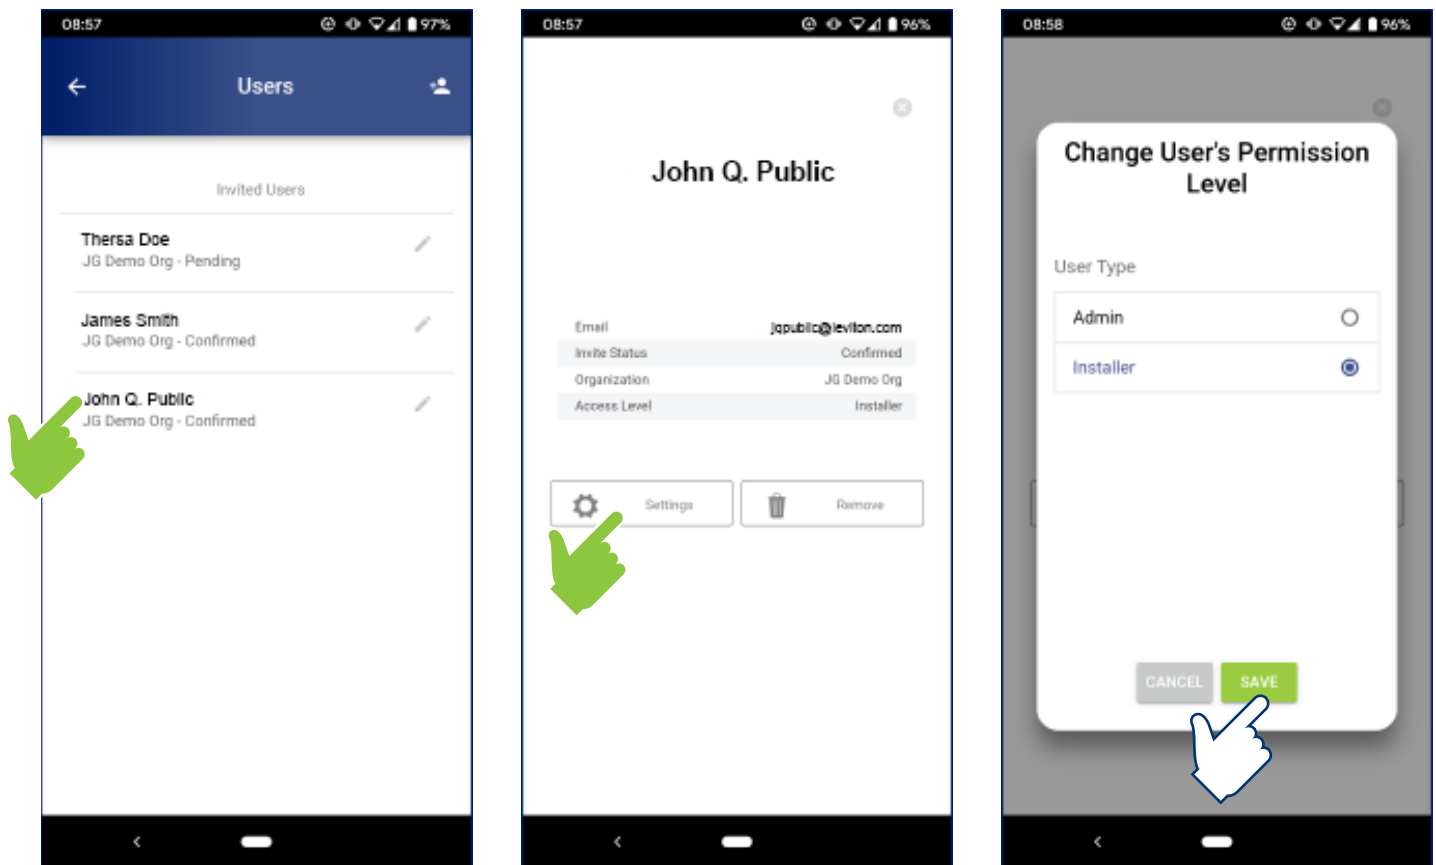 08:57
97%
Users
Invited Users
Thersa Doe
JG Demo Org - Pending
James Smith
JG Demo Org - Confirmed
John Q. Public
JG Demo Org - Confirmed
08:57
96%
John Q. Public
Email jqpublic@leviton.com
Invite Status Confirmed
Organization JG Demo Org
Access Level Installer
Settings Remove
08:58
96%
Change User's Permission
Level
User Type
Admin
Installer
CANCEL SAVE